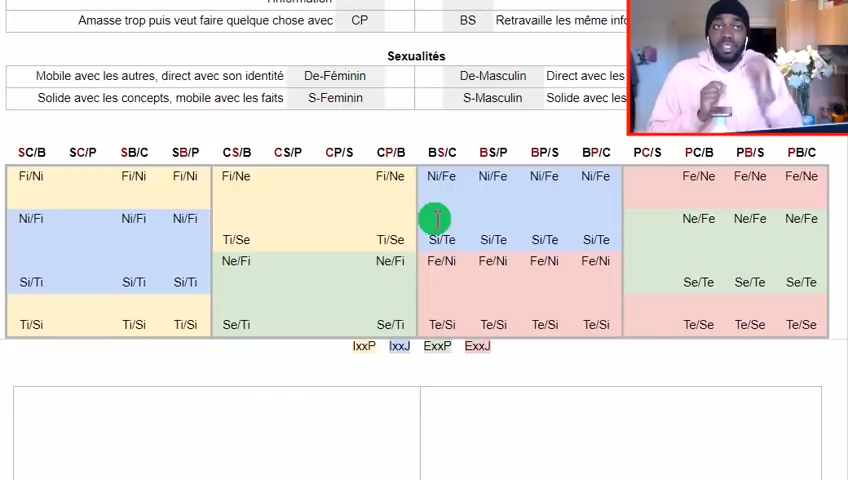 l'information
Amasse trop puis veut faire quelque chose avec CP BS Retravaille les même info
Sexualités
Mobile avec les autres, direct avec son identité De-Féminin De-Masculin Direct avec les
Solide avec les concepts, mobile avec les faits S-Feminin S-Masculin Solide avec les
SC/B SC/P SB/C SB/P CS/B CS/P CP/S CP/B BS/C BS/P BP/S BP/C PC/S PC/B PB/S PB/C
Fi/Ni Fi/Ni Fi/Ni Fi/Ne Fi/Ne Ni/Fe Ni/Fe Ni/Fe Ni/Fe Fe/Ne Fe/Ne Fe/Ne
Ni/Fi Ni/Fi Ni/Fi Ne/Fe Ne/Fe Ne/Fe
Ti/Se Ti/Se Si/Te Si/Te Si/Te Si/Te
Ne/Fi Ne/Fi Fe/Ni Fe/Ni Fe/Ni Fe/Ni
Si/Ti Si/Ti Si/Ti Se/Te Se/Te Se/Te
Ti/Si Ti/Si Ti/Si Se/Ti Se/Ti Te/Si Te/Si Te/Si Te/Si Te/Se Te/Se Te/Se
IxxP IxxJ ExxP ExxJ